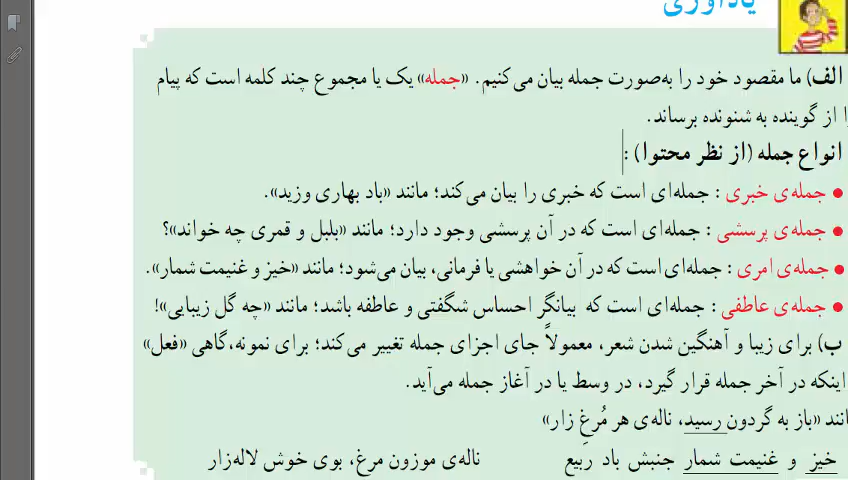 یادآوری
الف) ما مقصود خود را به‌صورت جمله بیان می‌کنیم. «جمله» یک یا مجموع چند کلمه است که پیام
را از گوینده به شنونده برساند.
انواع جمله (از نظر محتوا) :
● جمله‌ی خبری : جمله‌ای است که خبری را بیان می‌کند؛ مانند «باد بهاری وزید».
● جمله‌ی پرسشی : جمله‌ای است که در آن پرسشی وجود دارد؛ مانند «بلبل و قمری چه خواند»؟
● جمله‌ی امری : جمله‌ای است که در آن خواهشی یا فرمانی، بیان می‌شود؛ مانند «خیز و غنیمت شمار».
● جمله‌ی عاطفی : جمله‌ای است که بیانگر احساس شگفتی و عاطفه باشد؛ مانند «چه گل زیبایی»!
ب) برای زیبا و آهنگین شدن شعر، معمولاً جای اجزای جمله تغییر می‌کند؛ برای نمونه،گاهی «فعل»
اینکه در آخر جمله قرار گیرد، در وسط یا در آغاز جمله می‌آید.
انند «باز به گردون رسید، ناله‌ی هر مُرغِ زار»
خیز و غنیمت شمار جنبش باد ربیع ناله‌ی موزون مرغ، بوی خوش لاله‌زار